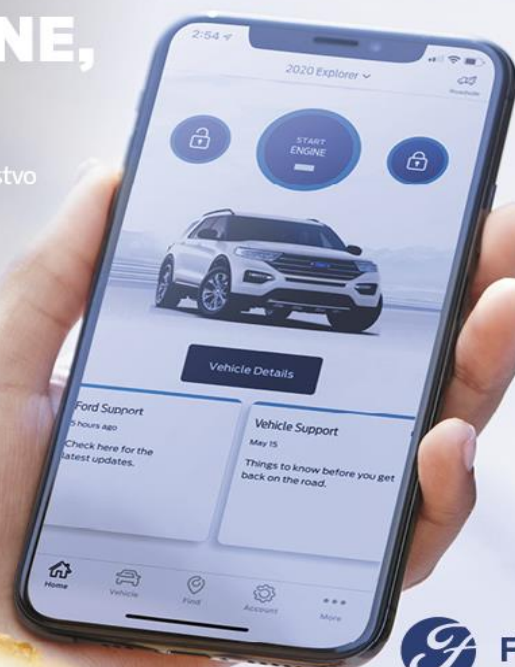 NE,
stvo
2:54
2020 Explorer
Roadside
START
ENGINE
Vehicle Details
Ford Support
5 hours ago
Check here for the
latest updates.
Vehicle Support
May 15
Things to know before you get
back on the road.
Home
Vehicle
Find
Account
More
F